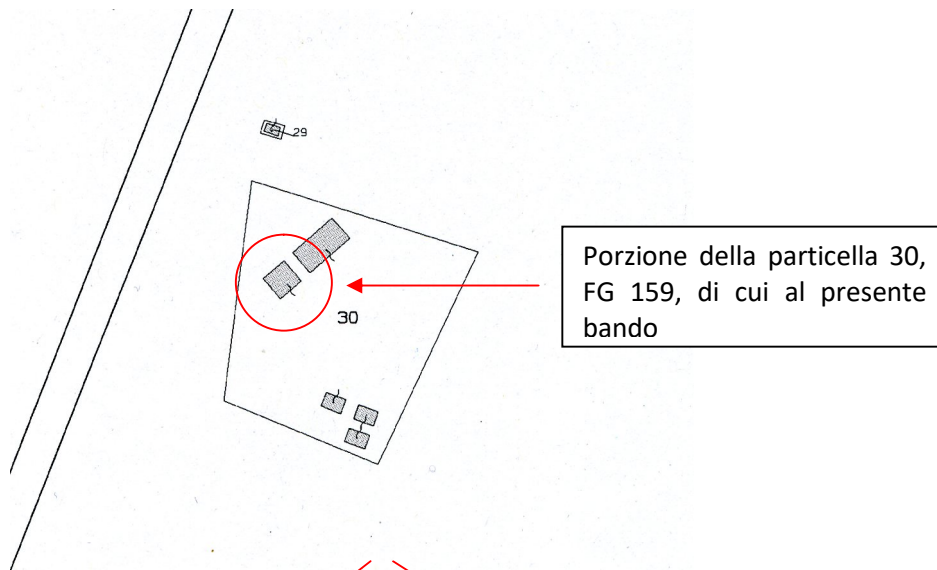 29
Porzione della particella 30,
FG 159, di cui al presente
bando
30